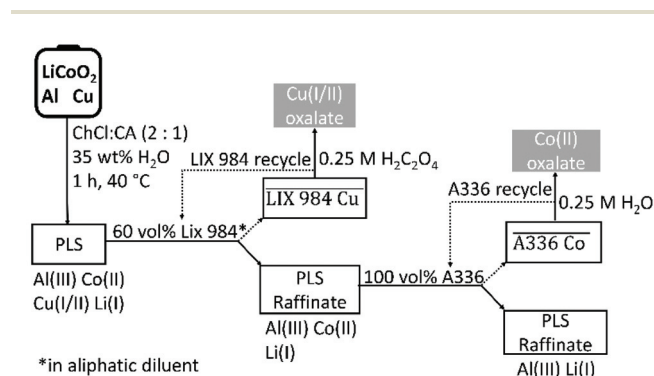 LiCoO₂
Al Cu
ChCl:CA (2 : 1)
35 wt% H₂O
1 h, 40 °C
PLS
Al(III) Co(II)
Cu(I/II) Li(I)
60 vol% Lix 984*
LIX 984 recycle
Cu(I/II)
oxalate
0.25 M H₂C₂O₄
LIX 984 Cu
PLS
Raffinate
Al(III) Co(II)
Li(I)
100 vol% A336
A336 recycle
Co(II)
oxalate
0.25 M H₂O
A336 Co
PLS
Raffinate
Al(III) Li(I)
*in aliphatic diluent